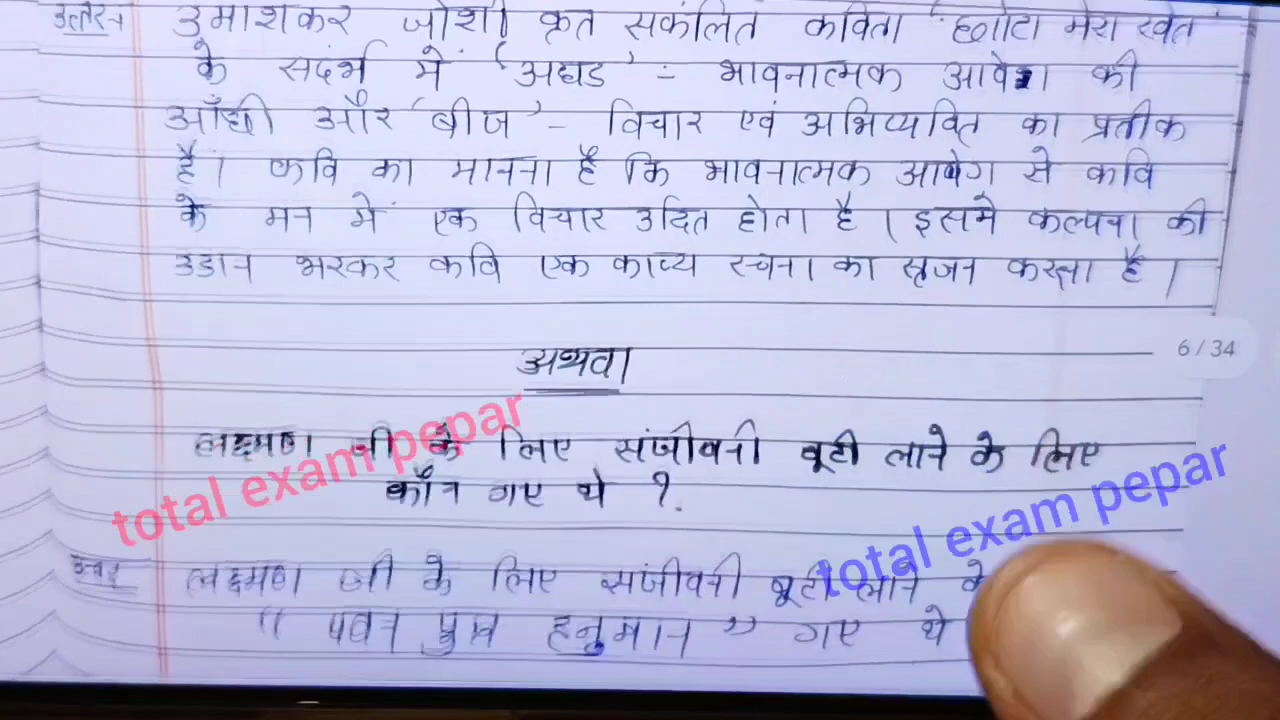 उत्तर- उमाशंकर जोशी कृत संकलित कविता 'छोटा मेरा खेत
के संदर्भ में 'अंधड' - भावनात्मक आवेश की
आँधी और 'बीज' - विचार एवं अभिव्यक्ति का प्रतीक
है। कवि का मानना है कि भावनात्मक आवेग से कवि
के मन में एक विचार उदित होता है। इसमे कल्पना की
उडान भरकर कवि एक काव्य रचना का सृजन करता है।
अथवा
6/34
लक्ष्मण जी के लिए संजीवनी बूटी लाने के लिए
कौन गए थे ?.
total exam pepar
total exam pepar
उत्तर लक्ष्मण जी के लिए संजीवनी बूटी लाने के
" पवन पुत्र हनुमान " गए थे